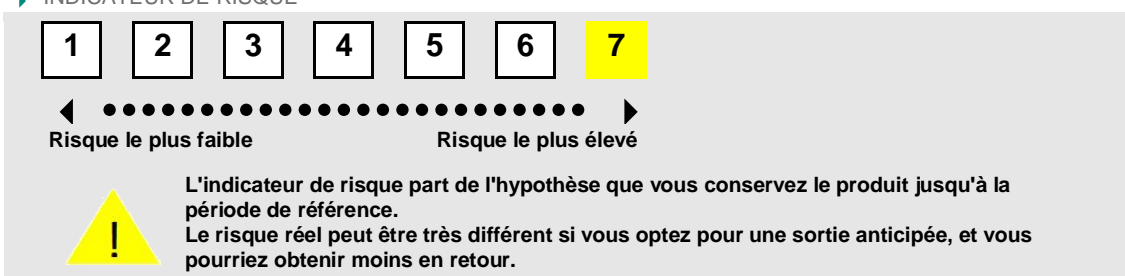 INDICATEUR DE RISQUE
1 2 3 4 5 6 7
Risque le plus faible Risque le plus élevé
L'indicateur de risque part de l'hypothèse que vous conservez le produit jusqu'à la
période de référence.
Le risque réel peut être très différent si vous optez pour une sortie anticipée, et vous
pourriez obtenir moins en retour.
!